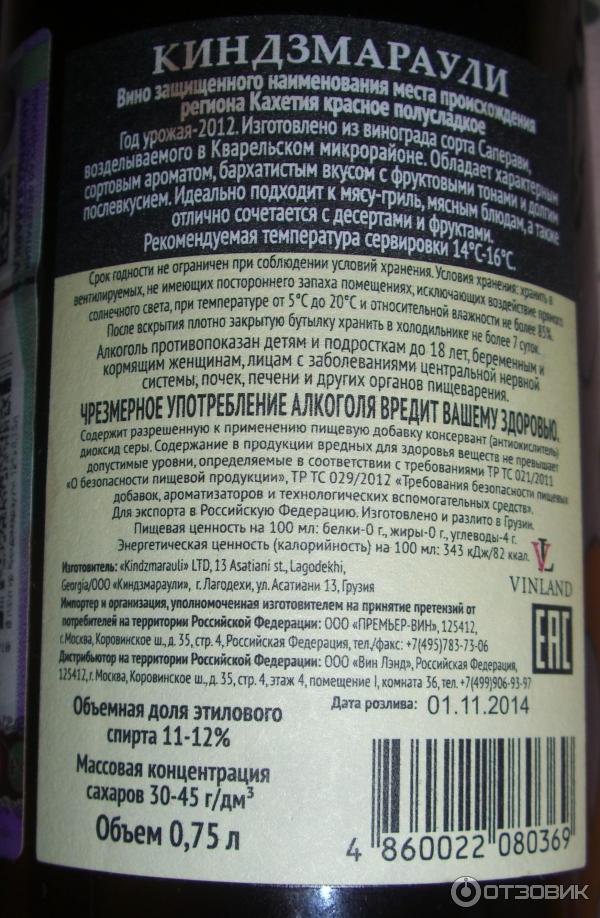 КИНДЗМАРАУЛИ
Вино защищенного наименования места происхождения
региона Кахетия красное полусладкое
Год урожая-2012. Изготовлено из винограда сорта Саперави,
возделываемого в Кварельском микрорайоне. Обладает характерным
сортовым ароматом, бархатистым вкусом с фруктовыми тонами и долгим
послевкусием. Идеально подходит к мясу-гриль, мясным блюдам, а также
отлично сочетается с десертами и фруктами.
Рекомендуемая температура сервировки 14°С-16°С.
Срок годности не ограничен при соблюдении условий хранения. Условия хранения: хранить в
вентилируемых, не имеющих постороннего запаха помещениях, исключающих воздействие прямого
солнечного света, при температуре от 5°С до 20°С и относительной влажности не более 85%.
После вскрытия плотно закрытую бутылку хранить в холодильнике не более 7 суток.
Алкоголь противопоказан детям и подросткам до 18 лет, беременным и
кормящим женщинам, лицам с заболеваниями центральной нервной
системы, почек, печени и других органов пищеварения.
ЧРЕЗМЕРНОЕ УПОТРЕБЛЕНИЕ АЛКОГОЛЯ ВРЕДИТ ВАШЕМУ ЗДОРОВЬЮ.
Содержит разрешенную к применению пищевую добавку консервант (антиокислитель)
диоксид серы. Содержание в продукции вредных для здоровья веществ не превышает
допустимые уровни, определяемые в соответствии с требованиями ТР ТС 021/2011
«О безопасности пищевой продукции», ТР ТС 029/2012 «Требования безопасности пищевых
добавок, ароматизаторов и технологических вспомогательных средств».
Для экспорта в Российскую Федерацию. Изготовлено и разлито в Грузии.
Пищевая ценность на 100 мл: белки-0 г., жиры-0 г., углеводы-4 г.
Энергетическая ценность (калорийность) на 100 мл: 343 кДж/82 ккал.
VL
VINLAND
Изготовитель: «Kindzmarauli» LTD, 13 Asatiani st., Lagodekhi,
Georgia/ООО «Киндзмараули», г. Лагодехи, ул. Асатиани 13, Грузия
Импортер и организация, уполномоченная изготовителем на принятие претензий от
потребителей на территории Российской Федерации: ООО «ПРЕМЬЕР-ВИН», 125412,
г.Москва, Коровинское ш., д. 35, стр. 4, Российская Федерация, тел./факс: +7(495)783-73-06
Дистрибьютор на территории Российской Федерации: ООО «Вин Лэнд», Российская Федерация,
125412, г. Москва, Коровинское ш., д. 35, стр. 4, этаж 4, помещение I, комната 36, тел. +7(499)906-93-97
ЕАС
Объемная доля этилового
спирта 11-12%
Массовая концентрация
сахаров 30-45 г/дм³
Объем 0,75 л
Дата розлива: 01.11.2014
4 860022 080369
ОТЗОВИК